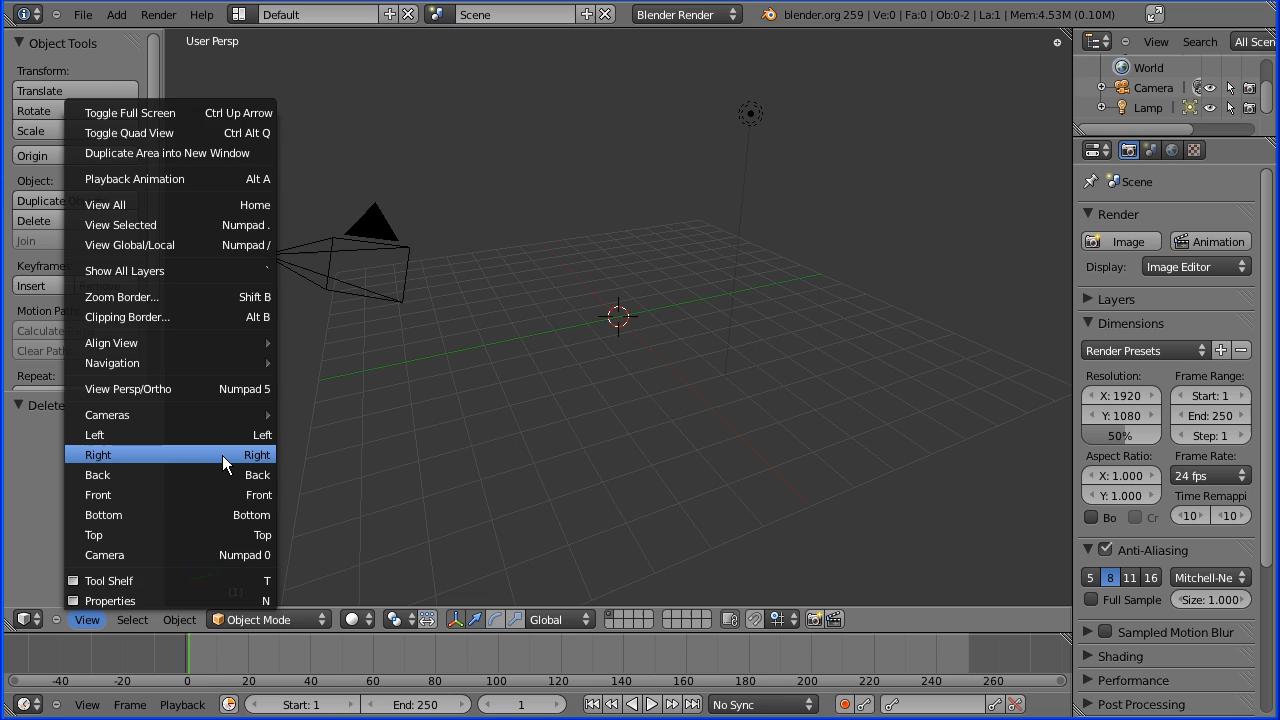 File Add Render Help Default Scene Blender Render blender.org 259 | Ve:0 | Fa:0 | Ob:0-2 | La:1 | Mem:4.53M (0.10M)
Object Tools
Transform:
Translate
Rotate
Scale
Origin
Object:
Duplicate
Delete
Join
Keyframe
Insert
Motion
Clear
Repeat:
Delete
Toggle Full Screen Ctrl Up Arrow
Toggle Quad View Ctrl Alt Q
Duplicate Area into New Window
Playback Animation Alt A
View All Home
View Selected Numpad .
View Global/Local Numpad /
Show All Layers `
Zoom Border... Shift B
Clipping Border... Alt B
Align View
Navigation
View Persp/Ortho Numpad 5
Cameras
Left Left
Right Right
Back Back
Front Front
Bottom Bottom
Top Top
Camera Numpad 0
Tool Shelf T
Properties N
User Persp
(1)
View Select Object Object Mode Global
-40 -20 0 20 40 60 80 100 120 140 160 180 200 220 240 260
View Frame Playback Start: 1 End: 250 1 No Sync
View Search All Scen
World
Camera
Lamp
Scene
Render
Image Animation
Display: Image Editor
Layers
Dimensions
Render Presets
Resolution: Frame Range:
X: 1920 Start: 1
Y: 1080 End: 250
50% Step: 1
Aspect Ratio: Frame Rate:
X: 1.000 24 fps
Y: 1.000 Time Remappi
Bo Cr 10 10
Anti-Aliasing
5 8 11 16 Mitchell-Ne
Full Sample Size: 1.000
Sampled Motion Blur
Shading
Performance
Post Processing